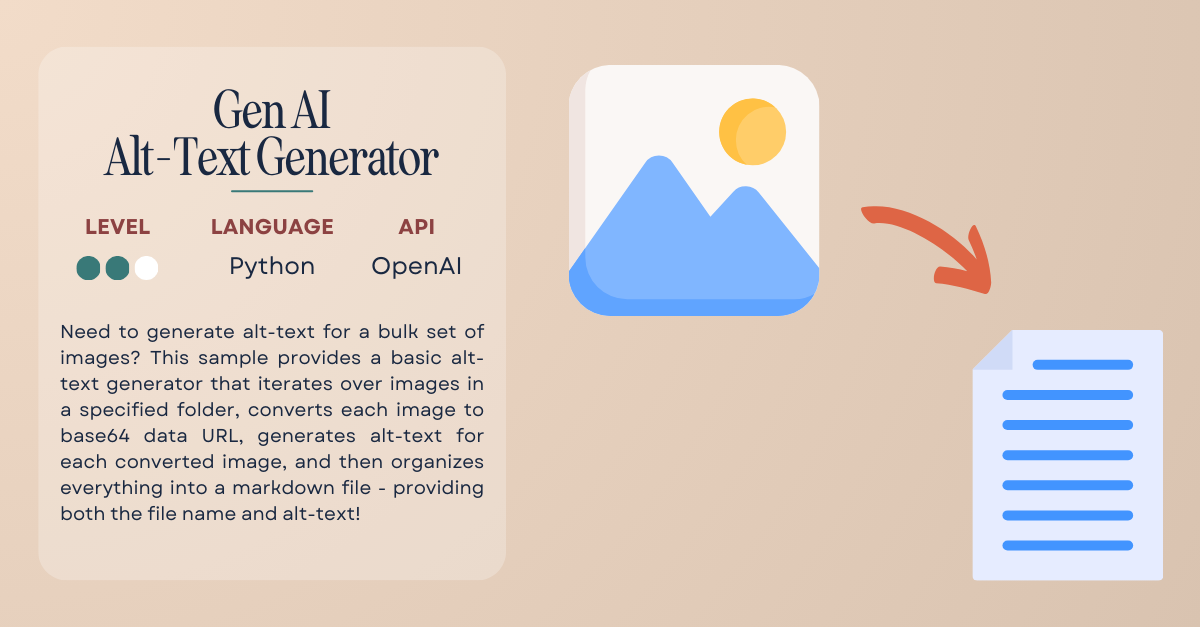 Gen AI
Alt-Text Generator
LEVEL LANGUAGE API
Python OpenAI
Need to generate alt-text for a bulk set of
images? This sample provides a basic alt-
text generator that iterates over images in
a specified folder, converts each image to
base64 data URL, generates alt-text for
each converted image, and then organizes
everything into a markdown file - providing
both the file name and alt-text!